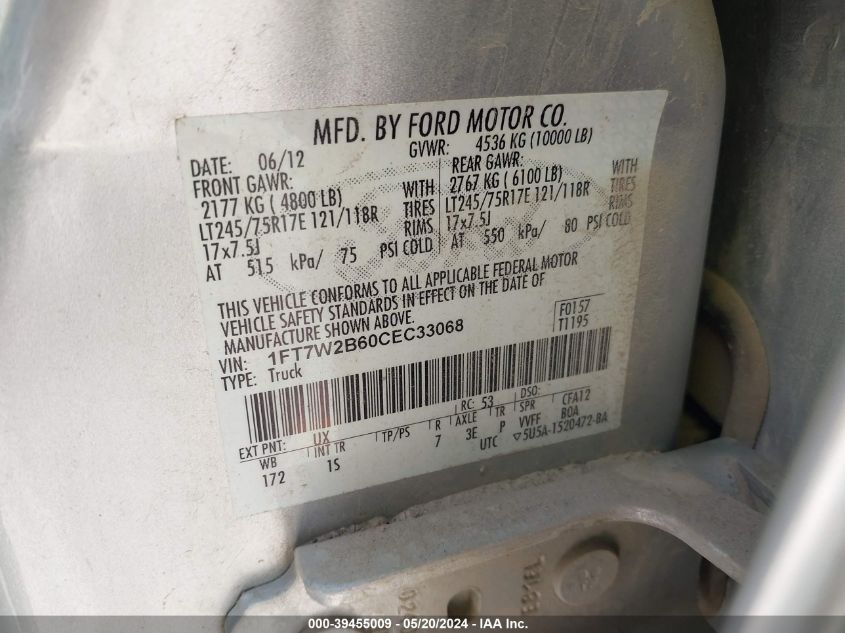 MFD. BY FORD MOTOR CO.
DATE: 06/12 GVWR: 4536 KG (10000 LB)
FRONT GAWR: REAR GAWR:
2177 KG ( 4800 LB) WITH 2767 KG ( 6100 LB) WITH
LT245/75R17E 121/118R TIRES LT245/75R17E 121/118R TIRES
17x7.5J RIMS 17x7.5J RIMS
AT 515 kPa/ 75 PSI COLD AT 550 kPa/ 80 PSI COLD
THIS VEHICLE CONFORMS TO ALL APPLICABLE FEDERAL MOTOR
VEHICLE SAFETY STANDARDS IN EFFECT ON THE DATE OF
MANUFACTURE SHOWN ABOVE.
VIN: 1FT7W2B60CEC33068 F0157
TYPE: Truck T1195
EXT PNT: UX RC: 53 DSO:
WB INT TR TP/PS R AXLE TR SPR CFA12
172 1S 7 3E P VVFF BOA
UTC ▽5U5A-1520472-BA
000-39455009 - 05/20/2024 - IAA Inc.